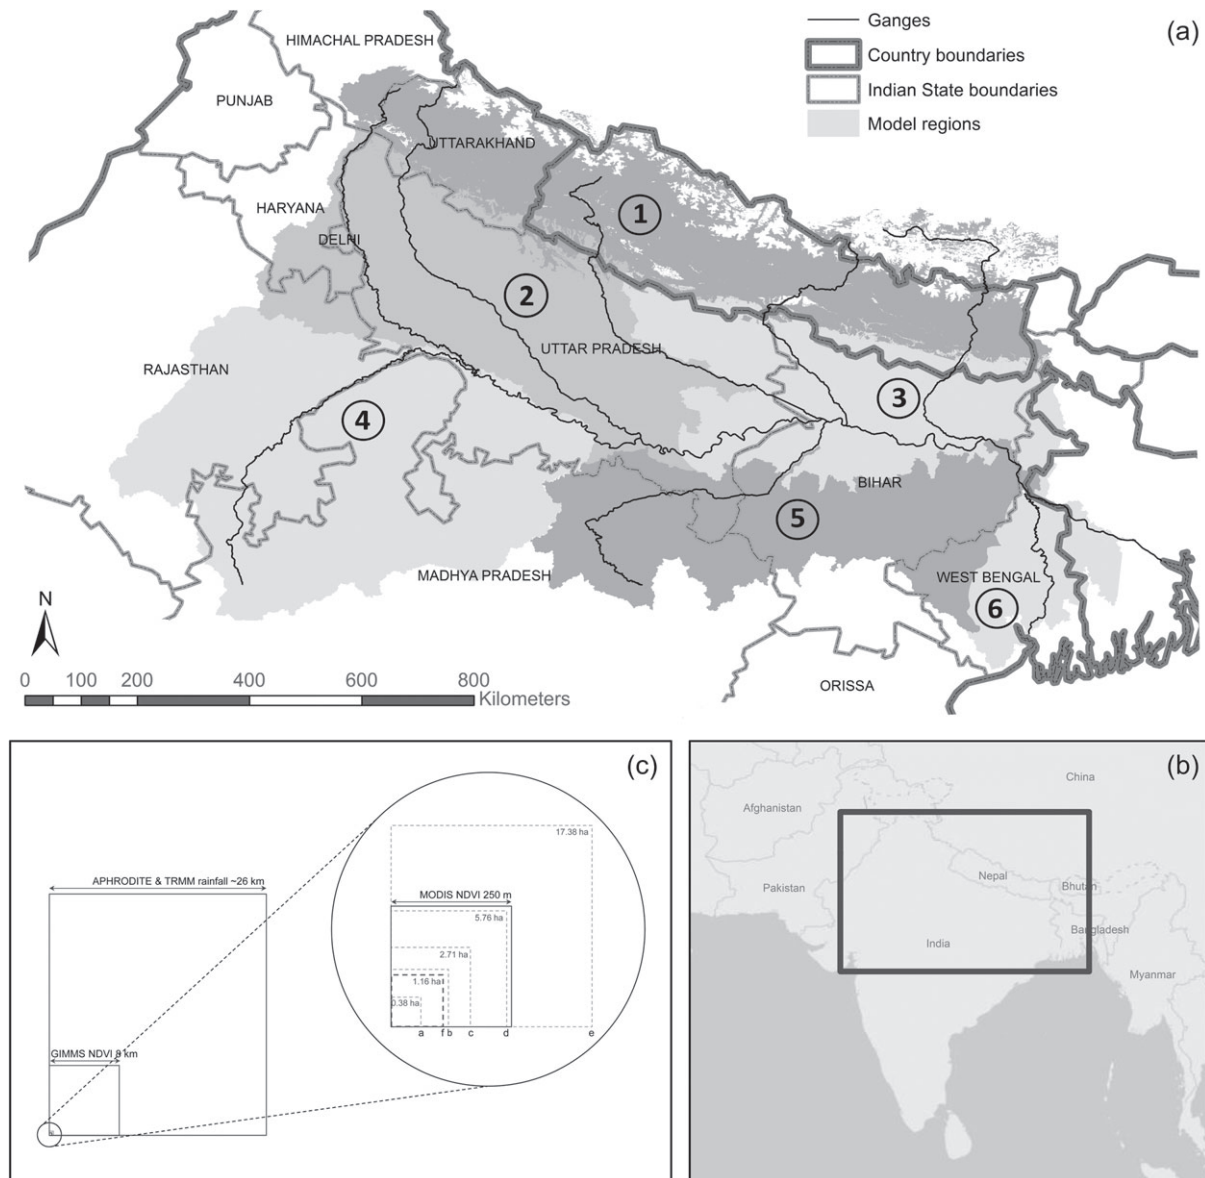 Ganges
(a)
Country boundaries
Indian State boundaries
Model regions
HIMACHAL PRADESH
PUNJAB
UTTARAKHAND
HARYANA
DELHI
1
2
UTTAR PRADESH
RAJASTHAN
3
4
BIHAR
5
MADHYA PRADESH
WEST BENGAL
6
ORISSA
N
0 100 200 400 600 800
Kilometers
(c)
17.38 ha
APHRODITE & TRMM rainfall ~26 km
MODIS NDVI 250 m
5.76 ha
2.71 ha
1.16 ha
0.38 ha
a f b c d e
GIMMS NDVI 8 km
(b)
China
Afghanistan
Nepal
Bhutan
Pakistan
Bangladesh
India
Myanmar